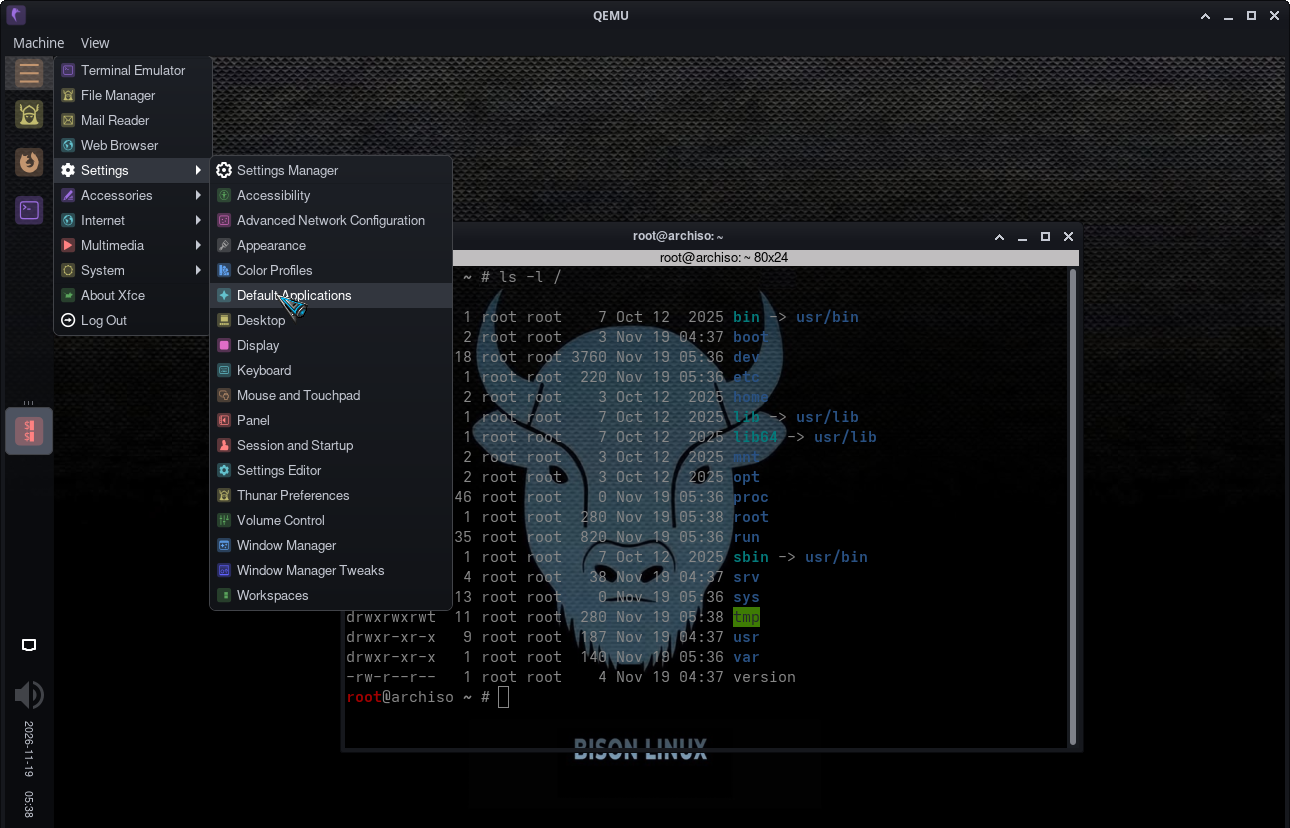 QEMU
Machine View
Terminal Emulator
File Manager
Mail Reader
Web Browser
Settings
Accessories
Internet
Multimedia
System
About Xfce
Log Out
Settings Manager
Accessibility
Advanced Network Configuration
Appearance
Color Profiles
Default Applications
Desktop
Display
Keyboard
Mouse and Touchpad
Panel
Session and Startup
Settings Editor
Thunar Preferences
Volume Control
Window Manager
Window Manager Tweaks
Workspaces
root@archiso: ~
root@archiso: ~ 80x24
~ # ls -l /
1 root root 7 Oct 12 2025 bin -> usr/bin
2 root root 3 Nov 19 04:37 boot
18 root root 3760 Nov 19 05:36 dev
1 root root 220 Nov 19 05:36 etc
2 root root 3 Oct 12 2025 home
1 root root 7 Oct 12 2025 lib -> usr/lib
1 root root 7 Oct 12 2025 lib64 -> usr/lib
2 root root 3 Oct 12 2025 mnt
2 root root 3 Oct 12 2025 opt
46 root root 0 Nov 19 05:36 proc
1 root root 280 Nov 19 05:38 root
35 root root 820 Nov 19 05:36 run
1 root root 7 Oct 12 2025 sbin -> usr/bin
4 root root 38 Nov 19 04:37 srv
13 root root 0 Nov 19 05:36 sys
drwxrwxrwt 11 root root 280 Nov 19 05:38 tmp
drwxr-xr-x 9 root root 187 Nov 19 04:37 usr
drwxr-xr-x 1 root root 140 Nov 19 05:36 var
-rw-r--r-- 1 root root 4 Nov 19 04:37 version
root@archiso ~ #
BISON LINUX
2026-11-19
05:38